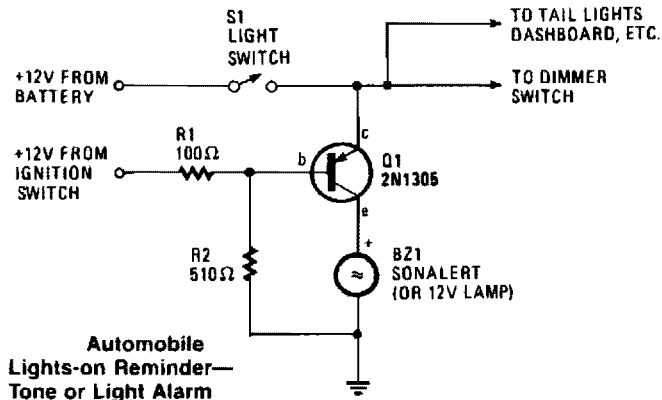 S1
LIGHT
SWITCH
TO TAIL LIGHTS
DASHBOARD, ETC.
+12V FROM
BATTERY
TO DIMMER
SWITCH
R1
100Ω
+12V FROM
IGNITION
SWITCH
b
c
Q1
2N1305
e
R2
510Ω
+
BZ1
SONALERT
(OR 12V LAMP)
≈
Automobile
Lights-on Reminder—
Tone or Light Alarm